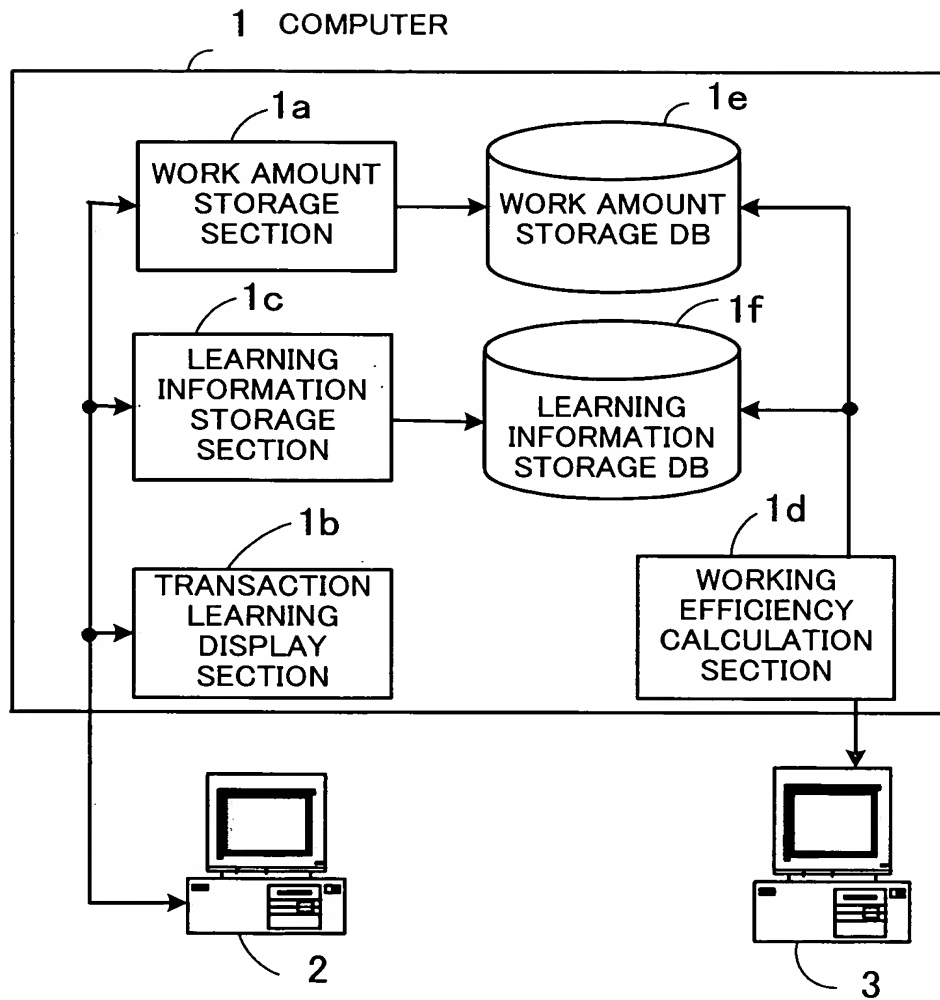 1 COMPUTER
1a
1e
WORK AMOUNT
STORAGE
SECTION
WORK AMOUNT
STORAGE DB
1c
1f
LEARNING
INFORMATION
STORAGE
SECTION
LEARNING
INFORMATION
STORAGE DB
1b
1d
TRANSACTION
LEARNING
DISPLAY
SECTION
WORKING
EFFICIENCY
CALCULATION
SECTION
2
3